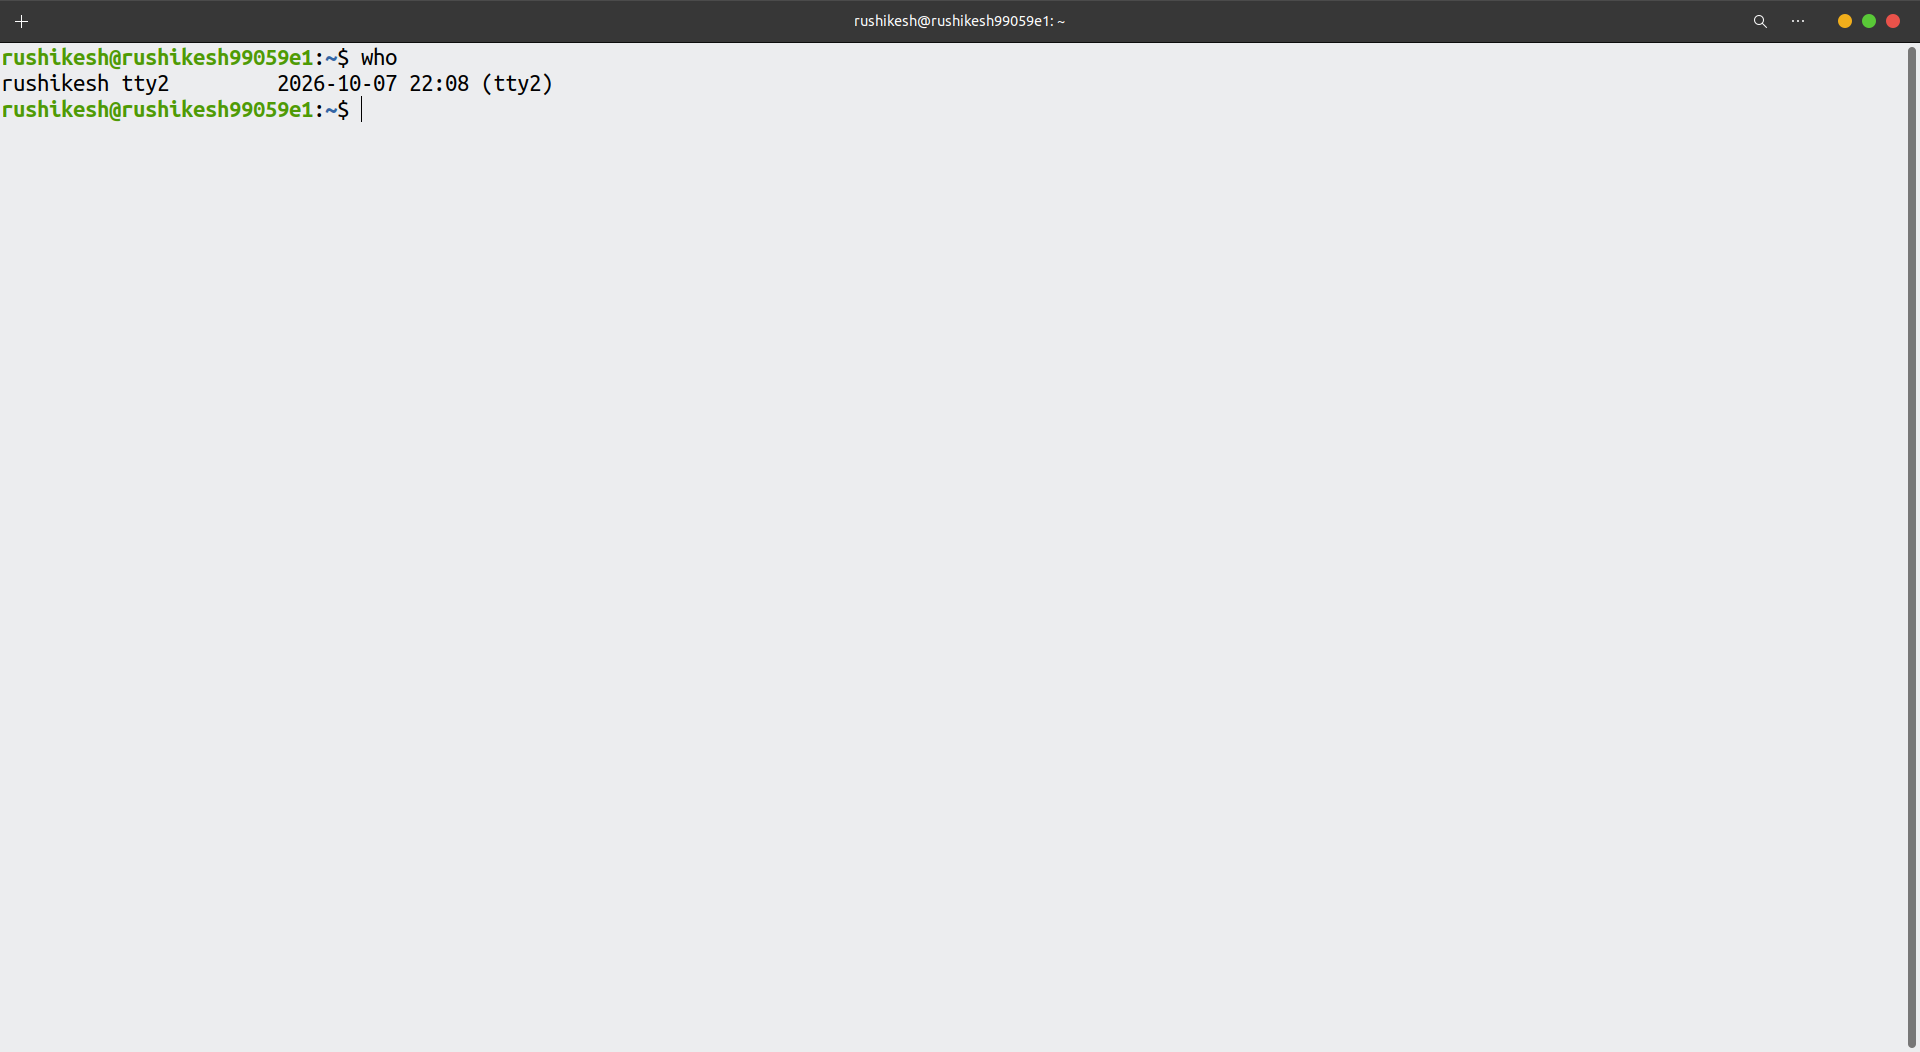 rushikesh@rushikesh99059e1: ~
rushikesh@rushikesh99059e1:~$ who
rushikesh tty2         2026-10-07 22:08 (tty2)
rushikesh@rushikesh99059e1:~$